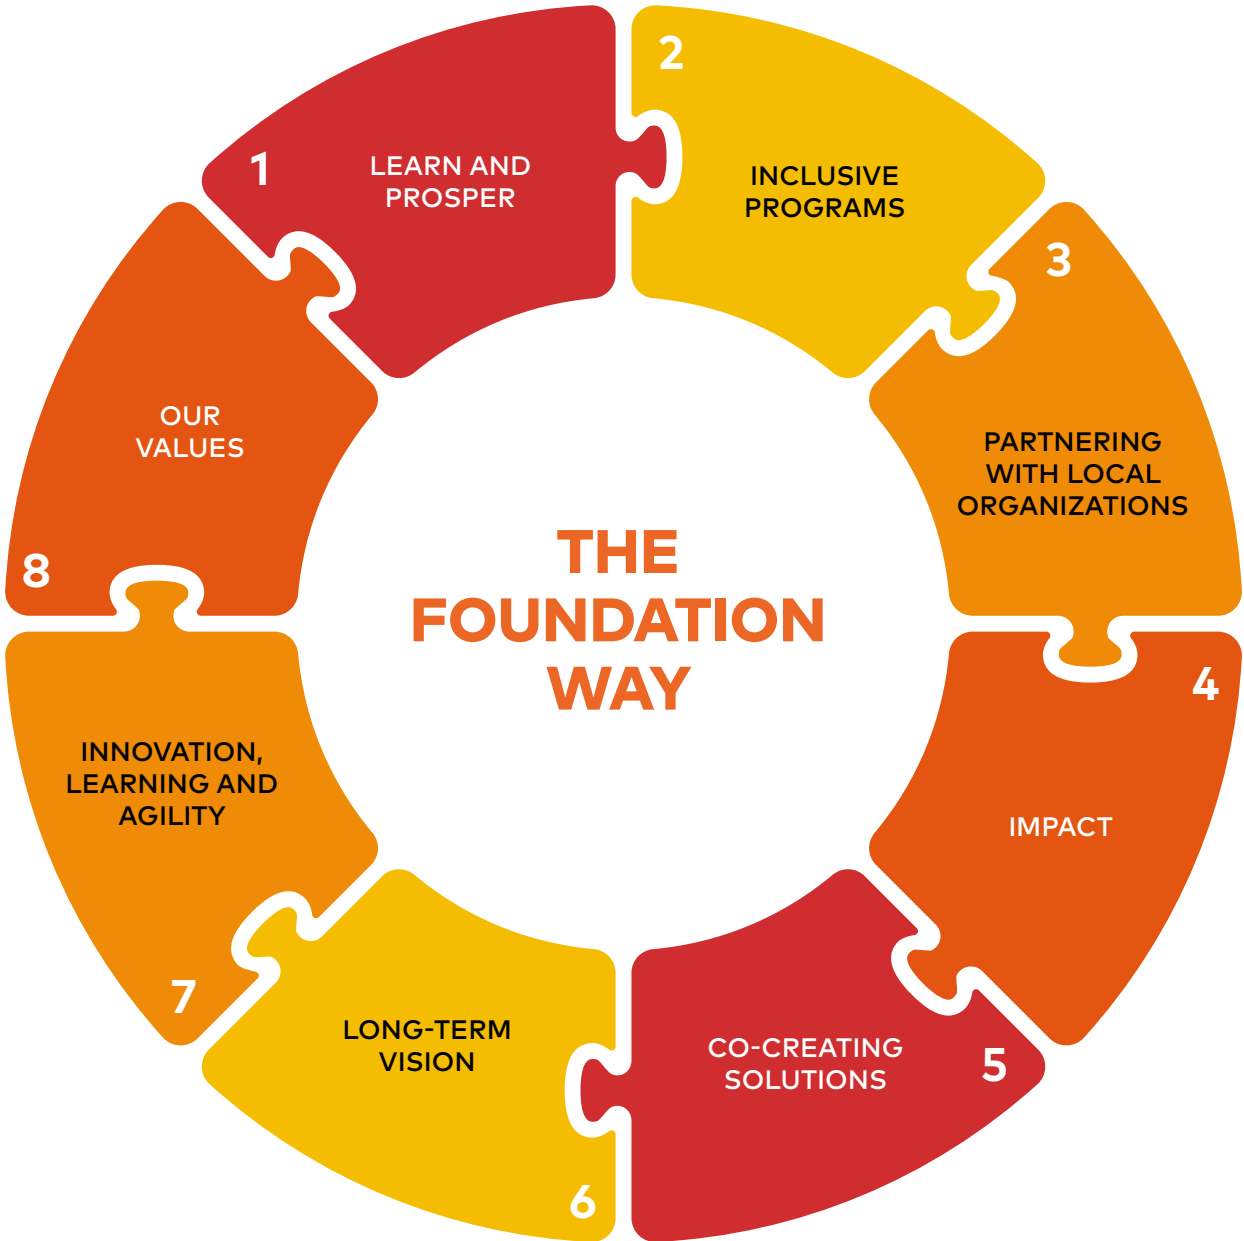 1
LEARN AND
PROSPER
2
INCLUSIVE
PROGRAMS
3
PARTNERING
WITH LOCAL
ORGANIZATIONS
4
IMPACT
5
CO-CREATING
SOLUTIONS
6
LONG-TERM
VISION
7
INNOVATION,
LEARNING AND
AGILITY
8
OUR
VALUES
THE
FOUNDATION
WAY